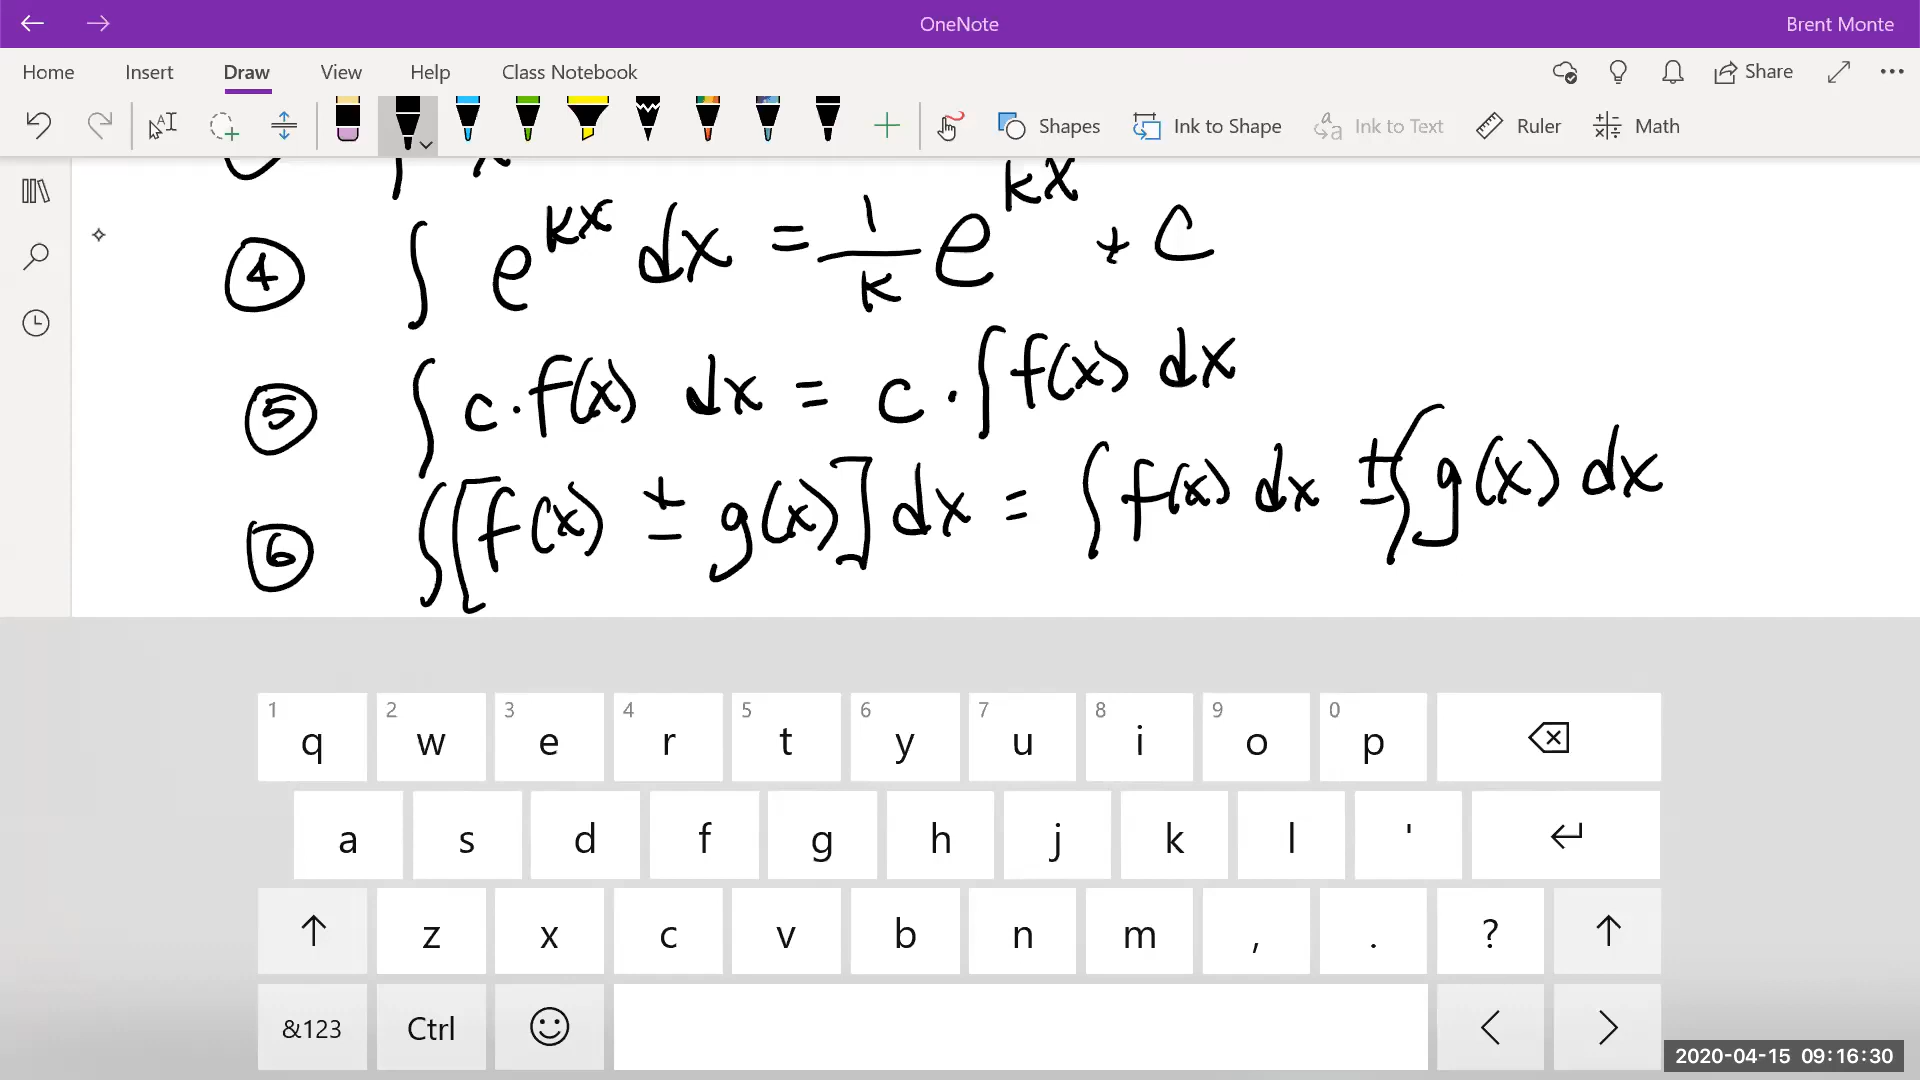 OneNote
Brent Monte
Home Insert Draw View Help Class Notebook Share
Shapes Ink to Shape Ink to Text Ruler Math
④ ∫ e^{kx} dx = \frac{1}{k} e^{kx} + C
⑤ ∫ c·f(x) dx = c·∫ f(x) dx
⑥ ∫[f(x) ± g(x)] dx = ∫ f(x) dx ± ∫ g(x) dx
1 2 3 4 5 6 7 8 9 0
q w e r t y u i o p
a s d f g h j k l '
z x c v b n m , . ?
&123 Ctrl
2020-04-15 09:16:30